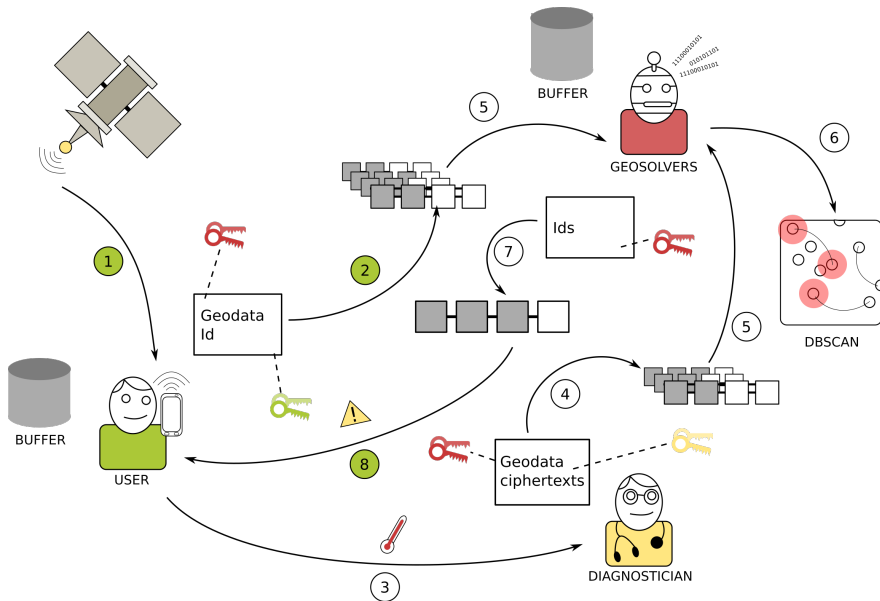 BUFFER
11100010101
010101101
11100010101
5
GEOSOLVERS
6
Ids
7
1
2
Geodata
Id
5
DBSCAN
BUFFER
4
USER
8
Geodata
ciphertexts
3
DIAGNOSTICIAN